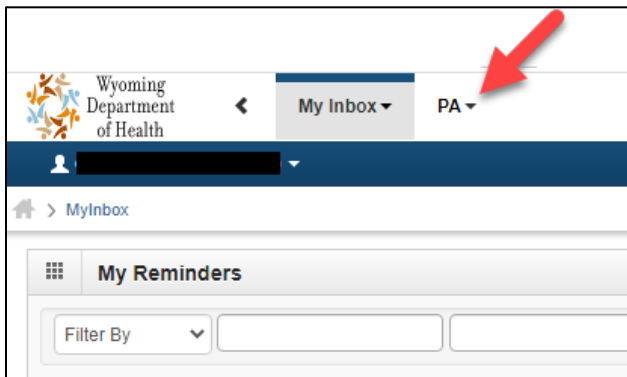 Wyoming
Department
of Health
My Inbox
PA
MyInbox
My Reminders
Filter By